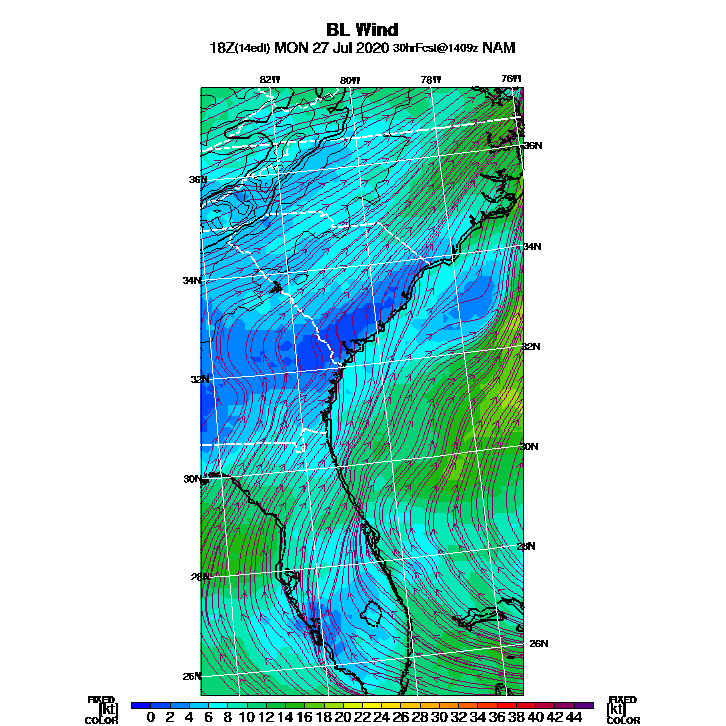 BL Wind
18Z(14edt) MON 27 Jul 2020 30hrFcst@1409z NAM
82W 80W 78W 76W
36N
36N
34N
34N
32N
32N
30N
30N
28N
28N
26N
26N
FIXED FIXED
[kt] 0 2 4 6 8 10 12 14 16 18 20 22 24 26 28 30 32 34 36 38 40 42 44 [kt]
COLOR COLOR